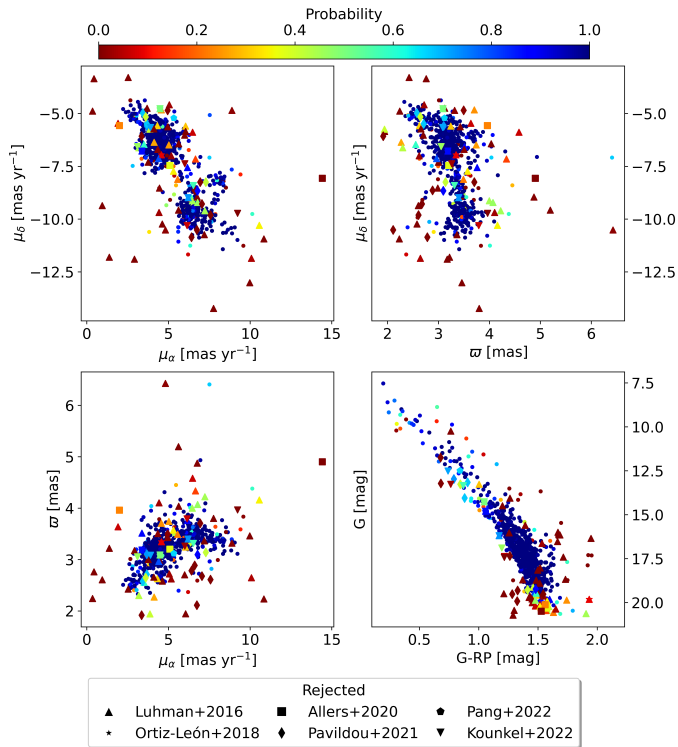 Probability
0.0 0.2 0.4 0.6 0.8 1.0
−5.0
−7.5
−10.0
−12.5
μδ [mas yr⁻¹]
0 5 10 15
μα [mas yr⁻¹]
−5.0
−7.5
−10.0
−12.5
μδ [mas yr⁻¹]
2 3 4 5 6
ϖ [mas]
6
5
4
3
2
ϖ [mas]
0 5 10 15
μα [mas yr⁻¹]
7.5
10.0
12.5
15.0
17.5
20.0
G [mag]
0.5 1.0 1.5 2.0
G-RP [mag]
Rejected
Luhman+2016 Allers+2020 Pang+2022
Ortiz-León+2018 Pavildou+2021 Kounkel+2022